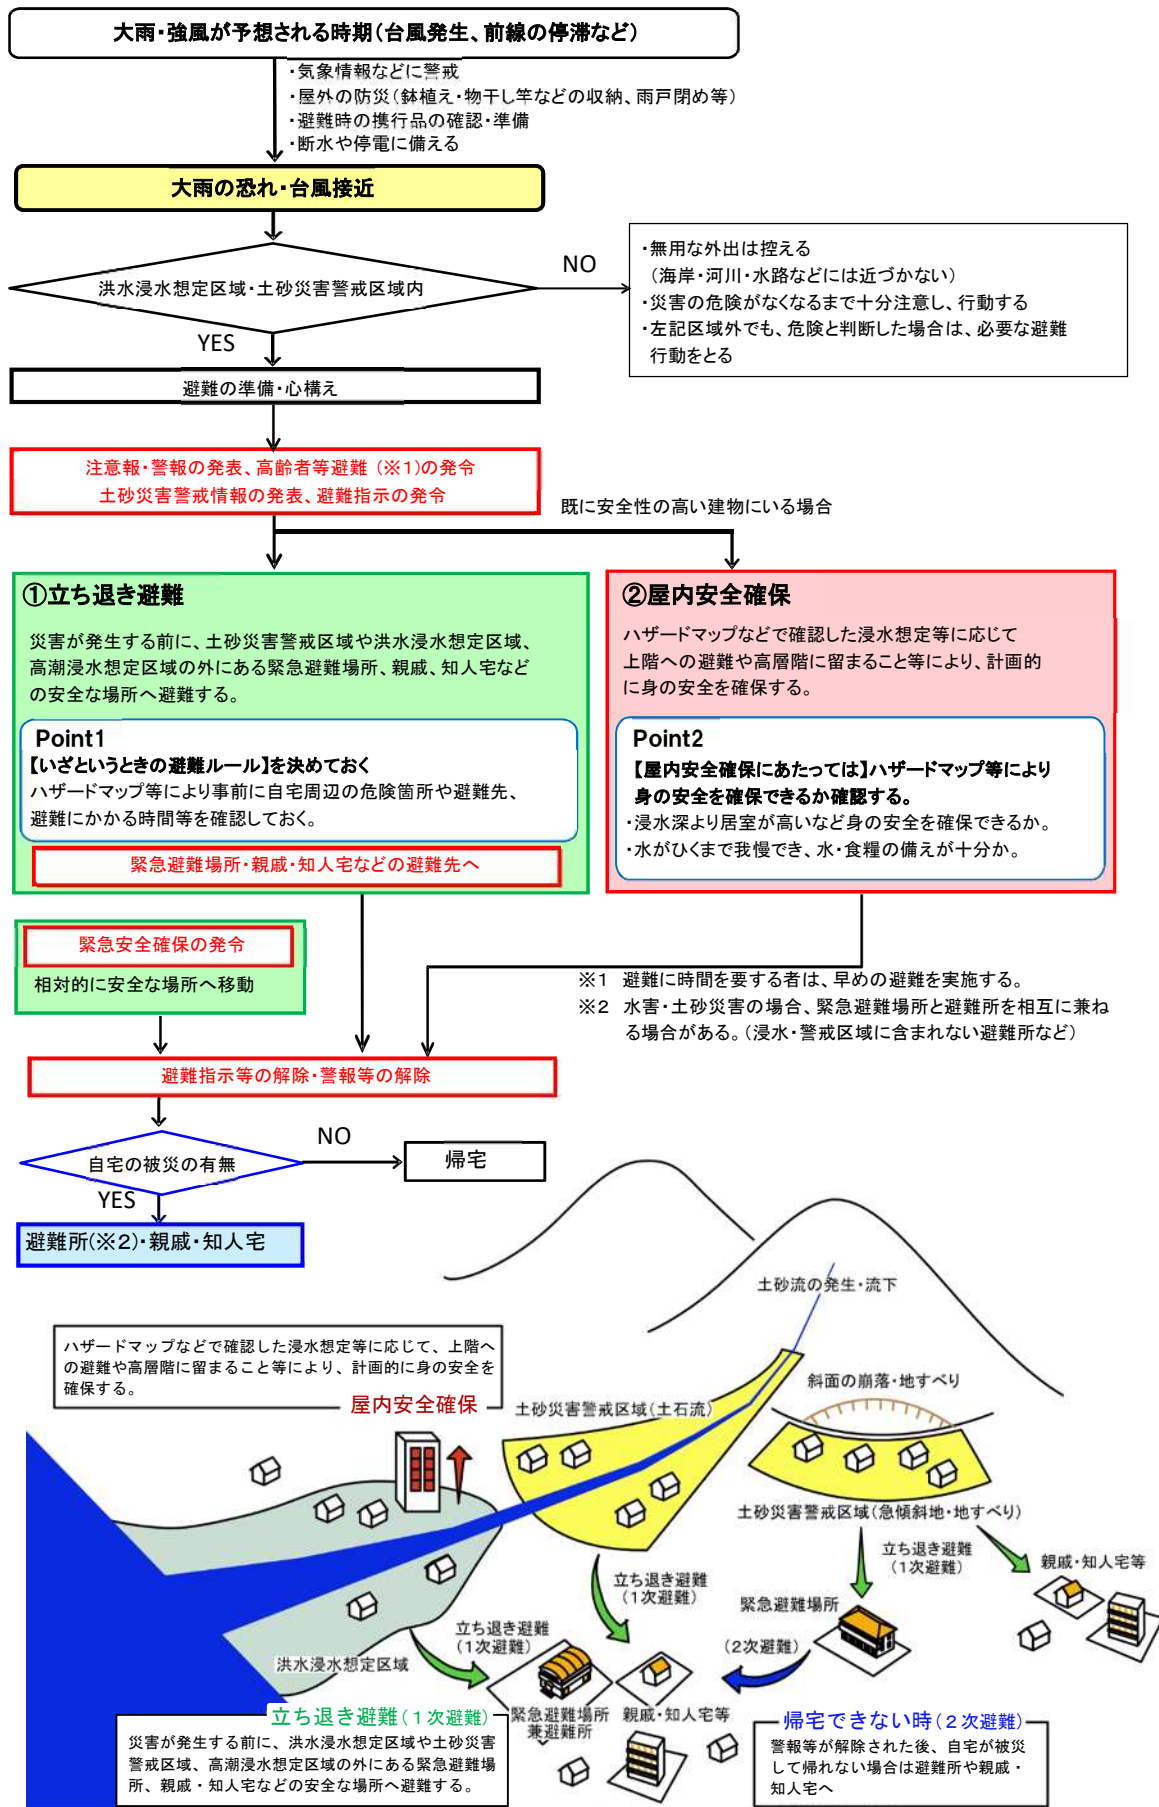 大雨・強風が予想される時期(台風発生、前線の停滞など)
・気象情報などに警戒
・屋外の防災(鉢植え・物干し竿などの収納、雨戸閉め等)
・避難時の携行品の確認・準備
・断水や停電に備える
大雨の恐れ・台風接近
洪水浸水想定区域・土砂災害警戒区域内
NO
・無用な外出は控える
(海岸・河川・水路などには近づかない)
・災害の危険がなくなるまで十分注意し、行動する
・左記区域外でも、危険と判断した場合は、必要な避難
行動をとる
YES
避難の準備・心構え
注意報・警報の発表、高齢者等避難 (※1)の発令
土砂災害警戒情報の発表、避難指示の発令
既に安全性の高い建物にいる場合
①立ち退き避難
災害が発生する前に、土砂災害警戒区域や洪水浸水想定区域、
高潮浸水想定区域の外にある緊急避難場所、親戚、知人宅など
の安全な場所へ避難する。
Point1
【いざというときの避難ルール】を決めておく
ハザードマップ等により事前に自宅周辺の危険箇所や避難先、
避難にかかる時間等を確認しておく。
緊急避難場所・親戚・知人宅などの避難先へ
②屋内安全確保
ハザードマップなどで確認した浸水想定等に応じて
上階への避難や高層階に留まること等により、計画的
に身の安全を確保する。
Point2
【屋内安全確保にあたっては】ハザードマップ等により
身の安全を確保できるか確認する。
・浸水深より居室が高いなど身の安全を確保できるか。
・水がひくまで我慢でき、水・食糧の備えが十分か。
緊急安全確保の発令
相対的に安全な場所へ移動
※1 避難に時間を要する者は、早めの避難を実施する。
※2 水害・土砂災害の場合、緊急避難場所と避難所を相互に兼ね
る場合がある。(浸水・警戒区域に含まれない避難所など)
避難指示等の解除・警報等の解除
自宅の被災の有無
NO
帰宅
YES
避難所(※2)・親戚・知人宅
土砂流の発生・流下
ハザードマップなどで確認した浸水想定等に応じて、上階へ
の避難や高層階に留まること等により、計画的に身の安全を
確保する。
屋内安全確保
斜面の崩落・地すべり
土砂災害警戒区域(土石流)
土砂災害警戒区域(急傾斜地・地すべり)
立ち退き避難
(1次避難)
親戚・知人宅等
立ち退き避難
(1次避難)
緊急避難場所
立ち退き避難
(1次避難)
(2次避難)
洪水浸水想定区域
緊急避難場所
兼避難所
親戚・知人宅等
立ち退き避難(1次避難)
災害が発生する前に、洪水浸水想定区域や土砂災害
警戒区域、高潮浸水想定区域の外にある緊急避難場
所、親戚・知人宅などの安全な場所へ避難する。
帰宅できない時(2次避難)
警報等が解除された後、自宅が被災
して帰れない場合は避難所や親戚・
知人宅へ